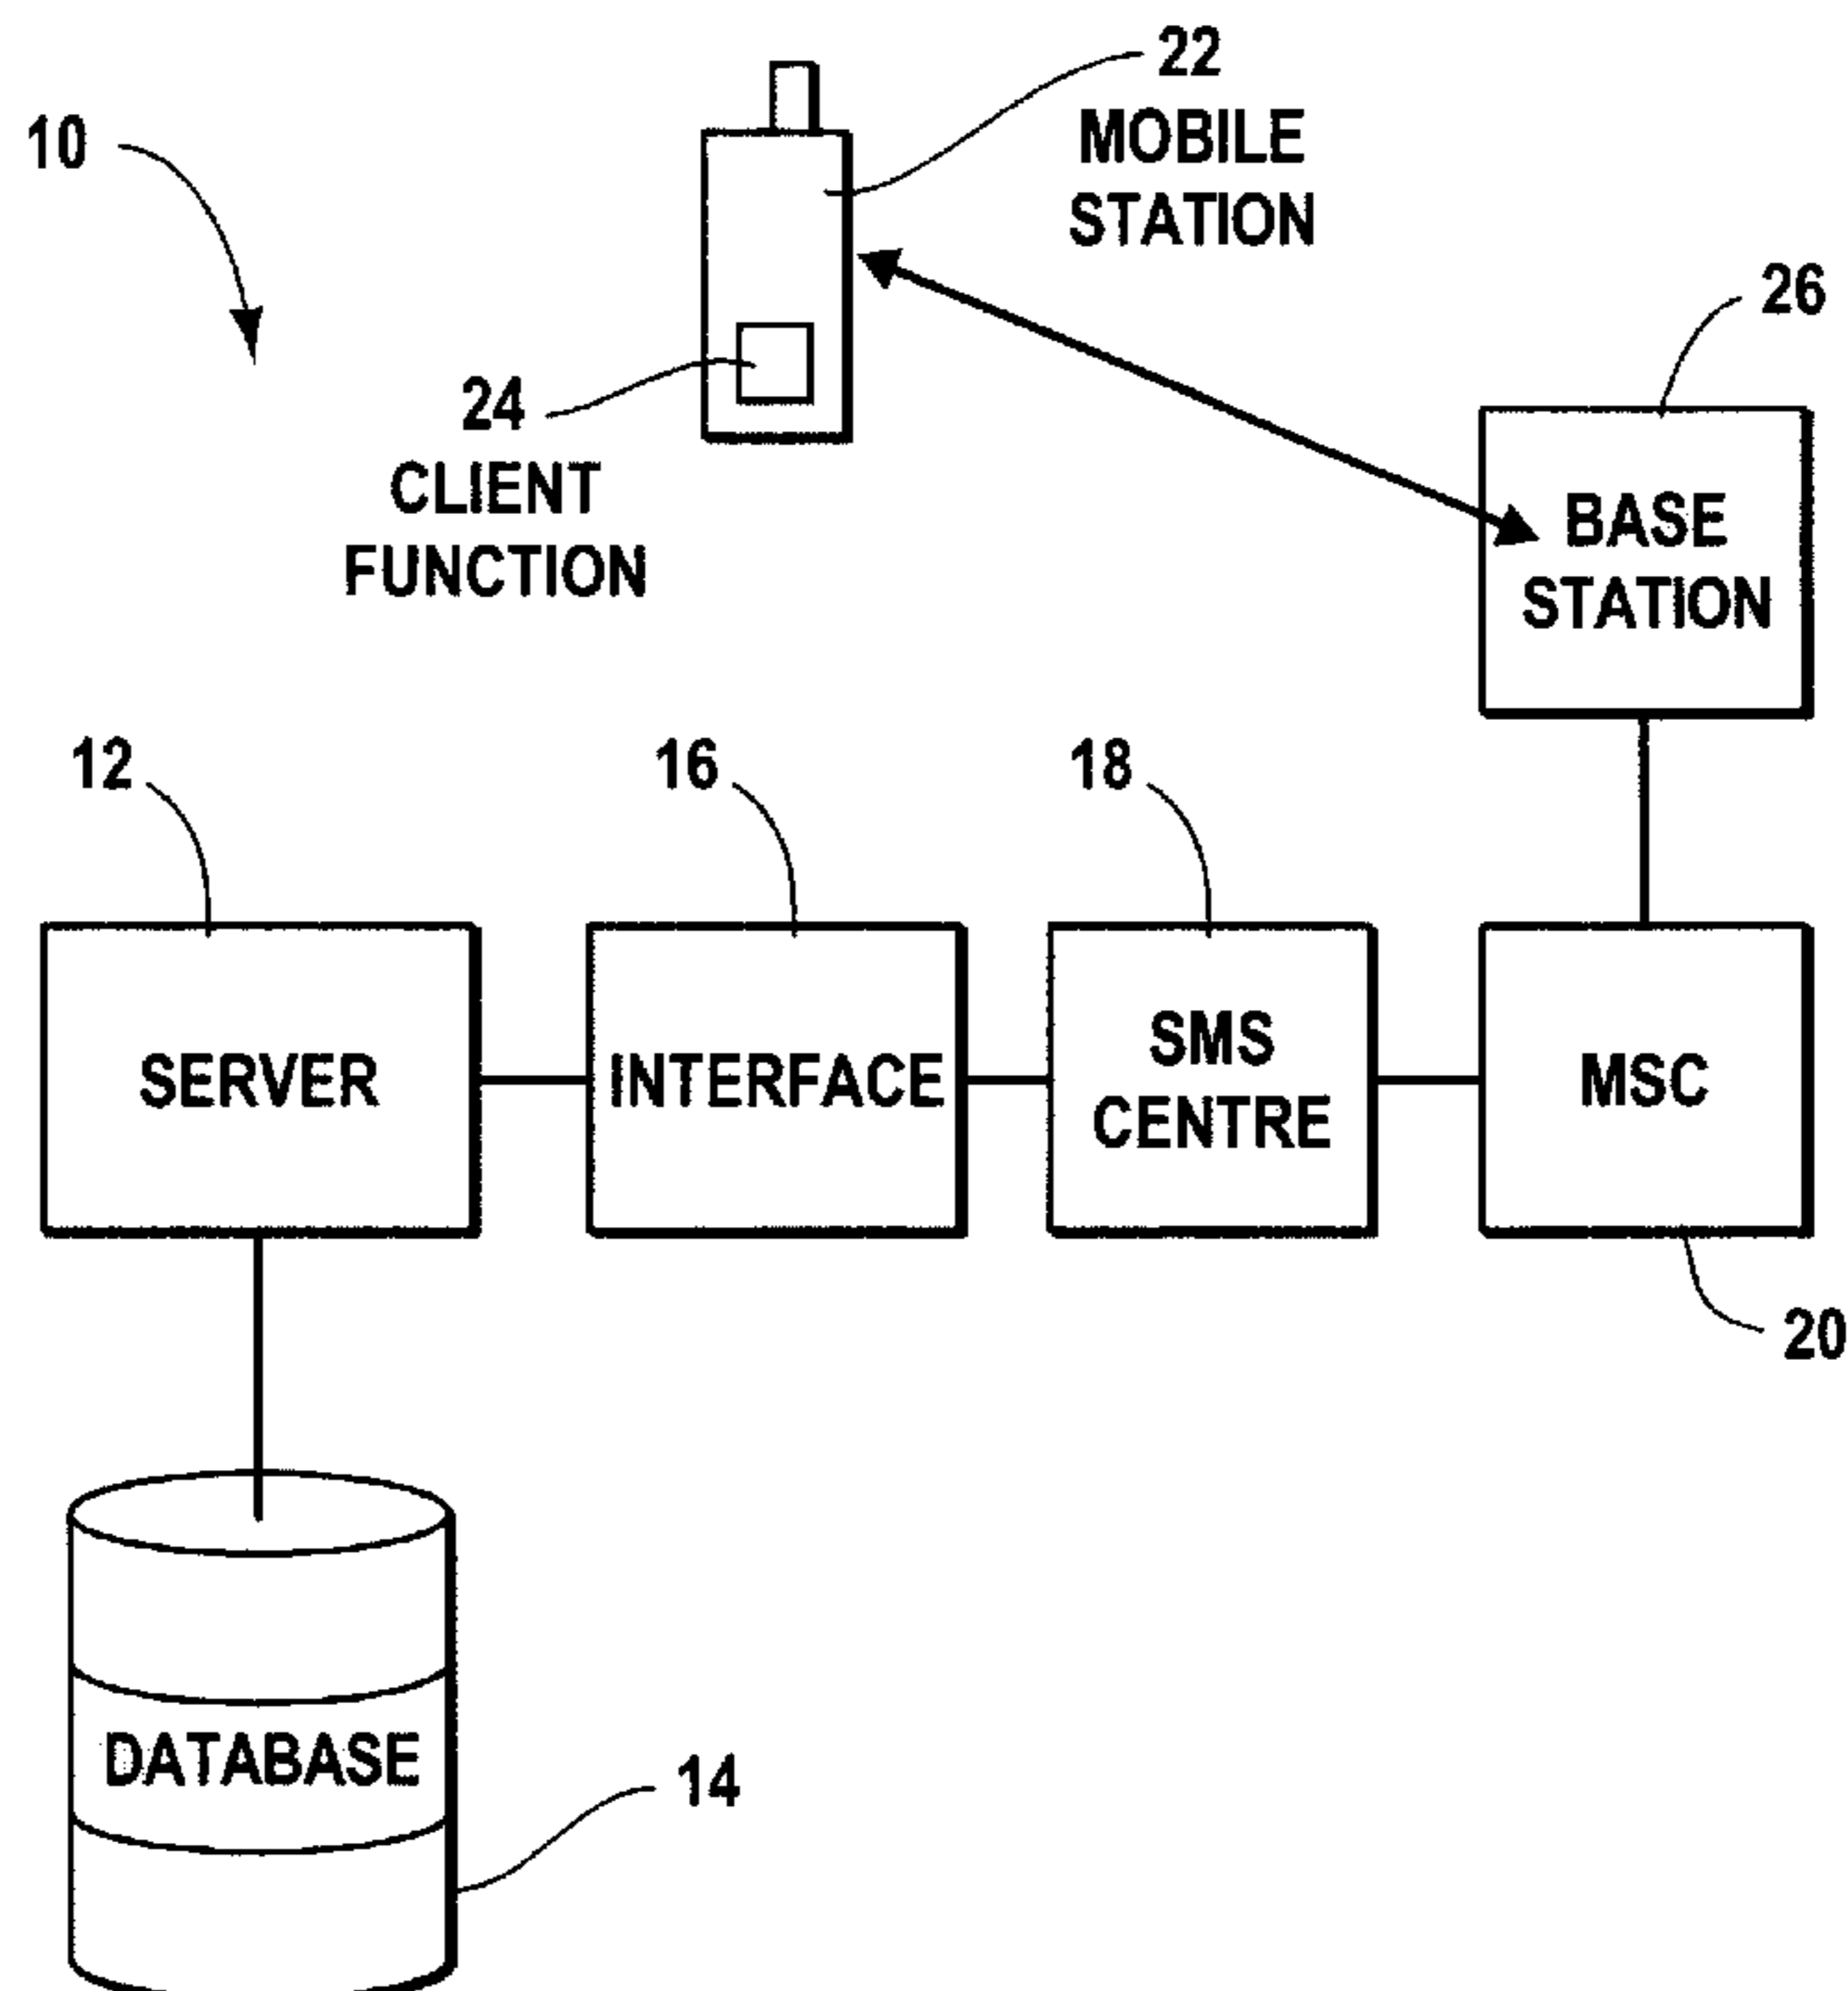 22
MOBILE
STATION
10
26
24
CLIENT
FUNCTION
BASE
STATION
12
16
18
SERVER
INTERFACE
SMS
CENTRE
MSC
20
DATABASE
14